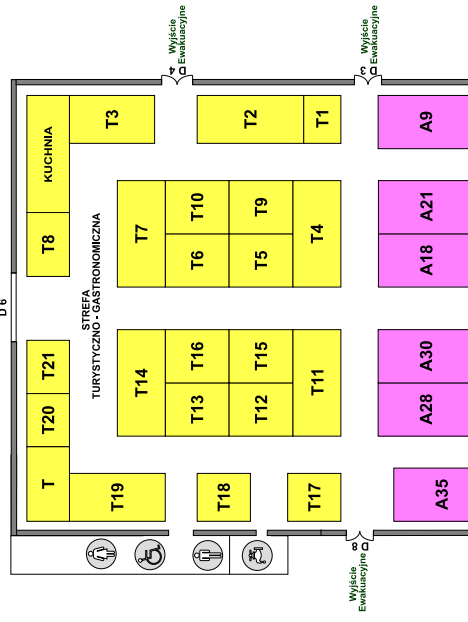 D 6
Wyjście
Ewakuacyjne
D 4
Wyjście
Ewakuacyjne
D 3
KUCHNIA
T3
T2
T1
A9
T8
T7
T10
T9
T4
A21
T6
T5
A18
STREFA
TURYSTYCZNO - GASTRONOMICZNA
T21
T20
T
T14
T16
T15
T11
A30
T13
T12
A28
T19
T18
T17
A35
D 8
Wyjście
Ewakuacyjne